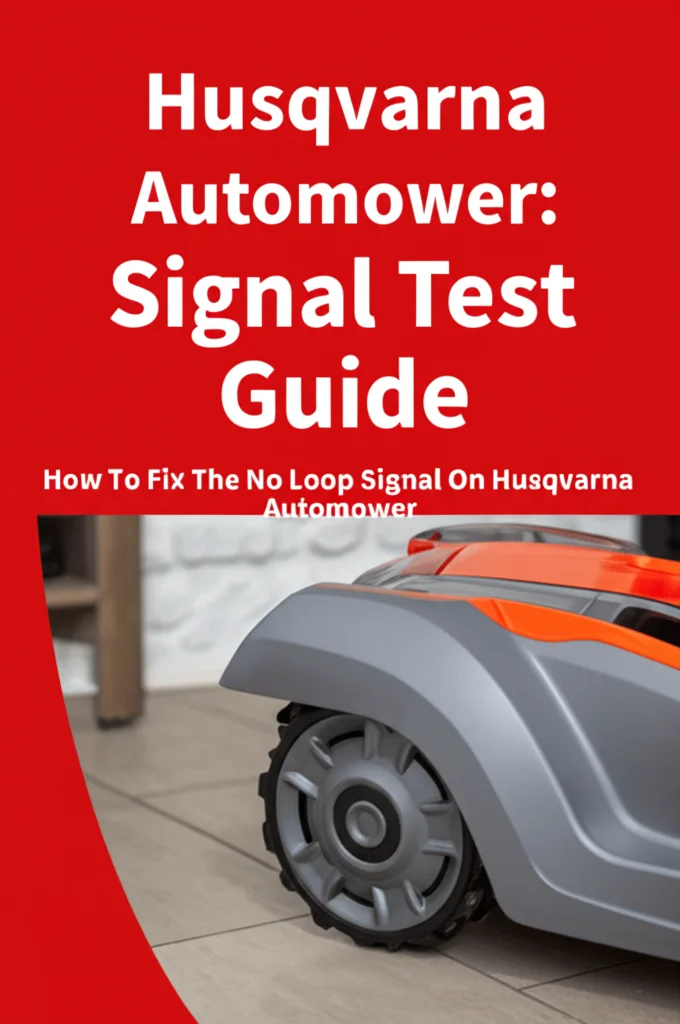 Husqvarna
Automower:
Signal Test
Guide
How To Fix The No Loop Signal On Husqvarna
Automower